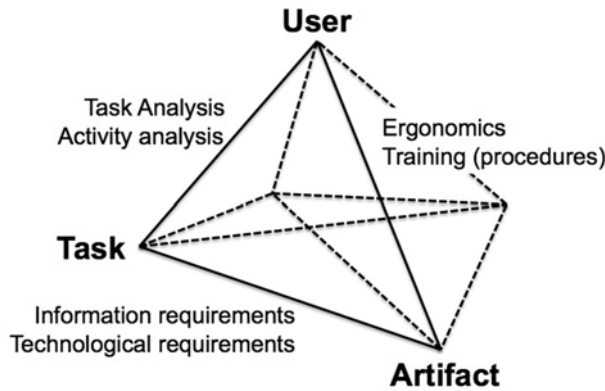 User
Task Analysis
Activity analysis
Ergonomics
Training (procedures)
Task
Information requirements
Technological requirements
Artifact